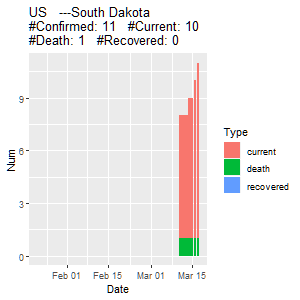 US   ---South Dakota
#Confirmed: 11   #Current: 10
#Death: 1   #Recovered: 0
Num
9
6
3
0
Feb 01
Feb 15
Mar 01
Mar 15
Date
Type
current
death
recovered